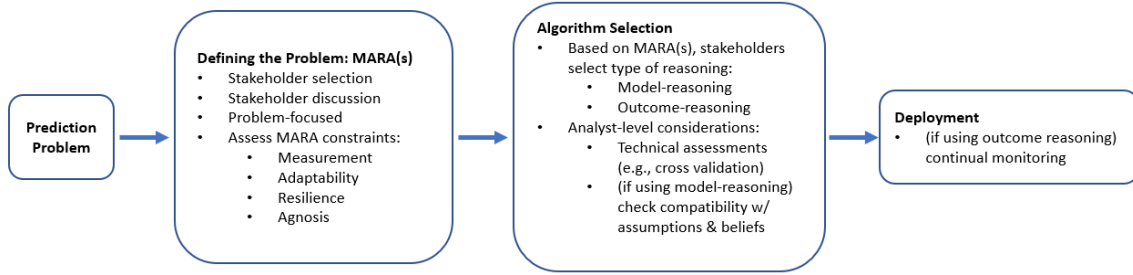 Prediction
Problem
Defining the Problem: MARA(s)
• Stakeholder selection
• Stakeholder discussion
• Problem-focused
• Assess MARA constraints:
• Measurement
• Adaptability
• Resilience
• Agnosis
Algorithm Selection
• Based on MARA(s), stakeholders
select type of reasoning:
• Model-reasoning
• Outcome-reasoning
• Analyst-level considerations:
• Technical assessments
(e.g., cross validation)
• (if using model-reasoning)
check compatibility w/
assumptions & beliefs
Deployment
• (if using outcome reasoning)
continual monitoring